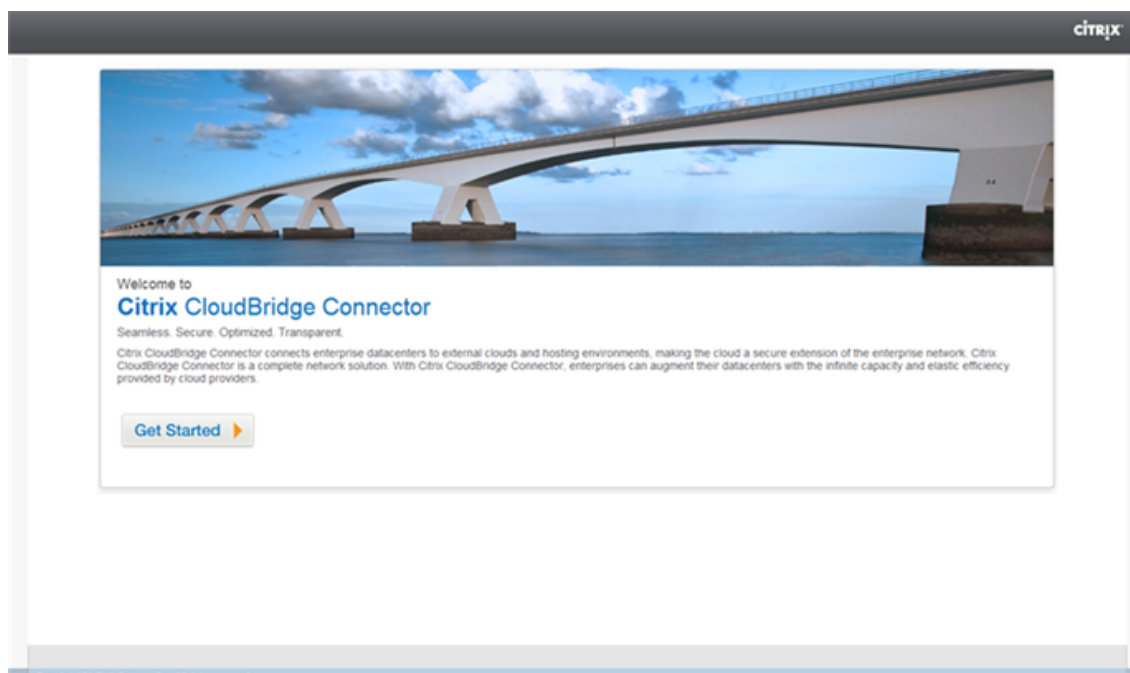 CİTRIX
Welcome to
Citrix CloudBridge Connector
Seamless. Secure. Optimized. Transparent.
Citrix CloudBridge Connector connects enterprise datacenters to external clouds and hosting environments, making the cloud a secure extension of the enterprise network. Citrix
CloudBridge Connector is a complete network solution. With Citrix CloudBridge Connector, enterprises can augment their datacenters with the infinite capacity and elastic efficiency
provided by cloud providers.
Get Started